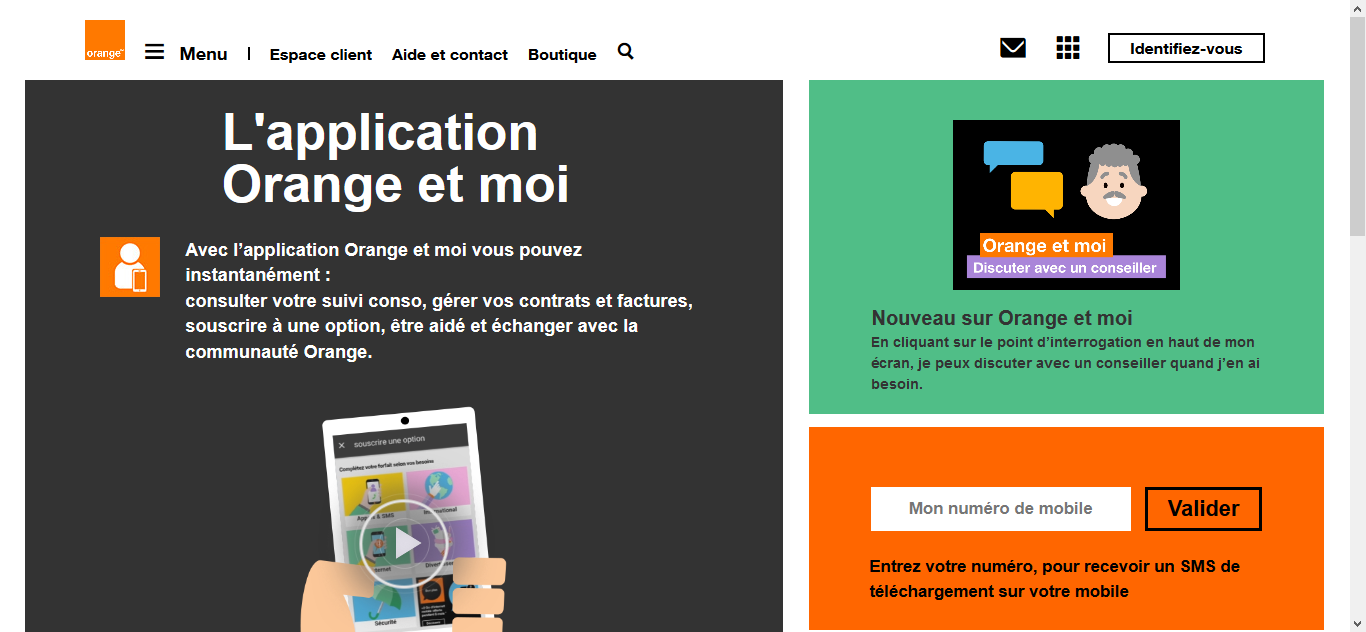 orange™
Menu | Espace client Aide et contact Boutique
Identifiez-vous
L'application
Orange et moi
Avec l’application Orange et moi vous pouvez
instantanément :
consulter votre suivi conso, gérer vos contrats et factures,
souscrire à une option, être aidé et échanger avec la
communauté Orange.
souscrire une option
Complétez votre forfait selon vos besoins
Appels & SMS
International
Sécurité
Orange et moi
Discuter avec un conseiller
Nouveau sur Orange et moi
En cliquant sur le point d’interrogation en haut de mon
écran, je peux discuter avec un conseiller quand j’en ai
besoin.
Mon numéro de mobile
Valider
Entrez votre numéro, pour recevoir un SMS de
téléchargement sur votre mobile